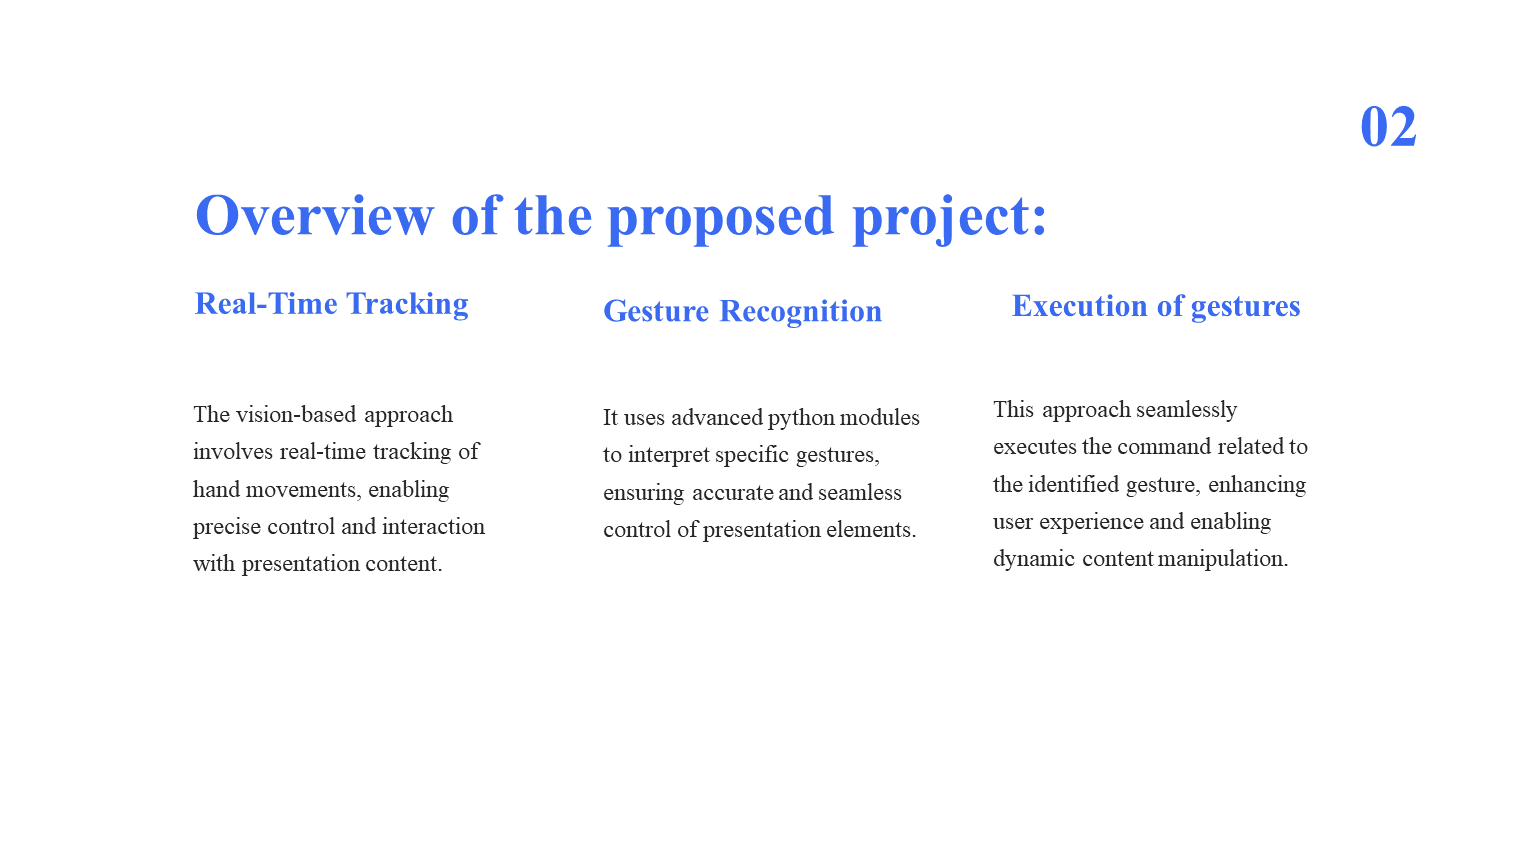 02
Overview of the proposed project:
Real-Time Tracking
The vision-based approach
involves real-time tracking of
hand movements, enabling
precise control and interaction
with presentation content.
Gesture Recognition
It uses advanced python modules
to interpret specific gestures,
ensuring accurate and seamless
control of presentation elements.
Execution of gestures
This approach seamlessly
executes the command related to
the identified gesture, enhancing
user experience and enabling
dynamic content manipulation.